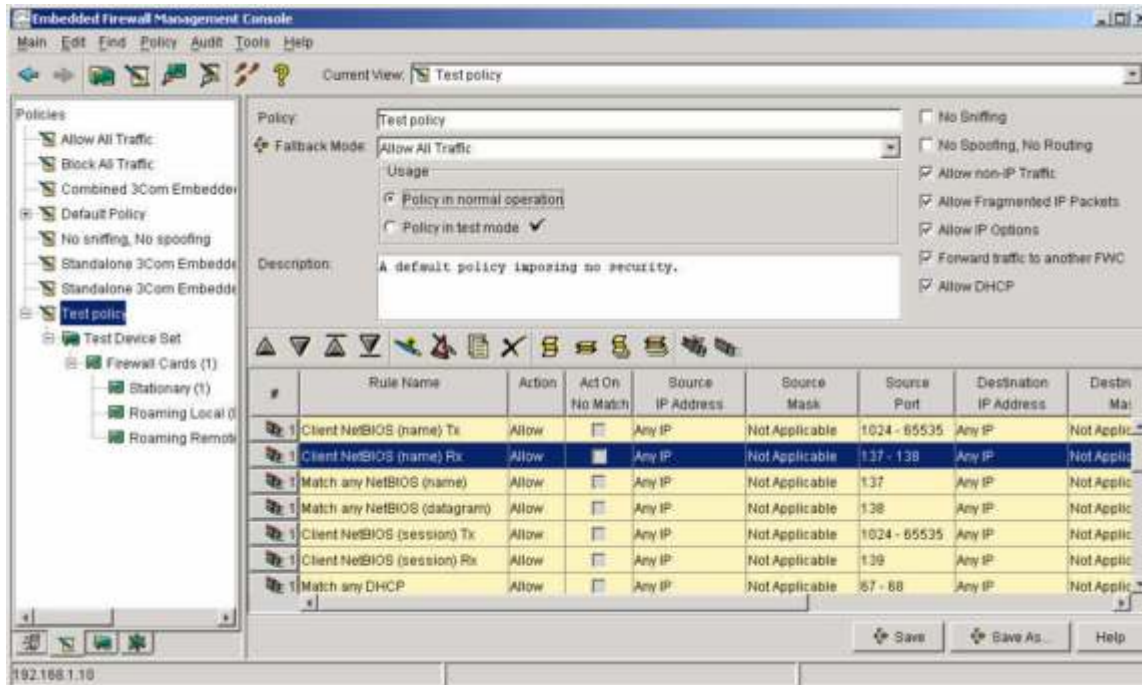 Embedded Firewall Management Console
Main Edit Find Policy Audit Tools Help
Current View: Test policy
Policies
Allow All Traffic
Block All Traffic
Combined 3Com Embedde
Default Policy
No sniffing, No spoofing
Standalone 3Com Embedde
Standalone 3Com Embedde
Test policy
Test Device Set
Firewall Cards (1)
Stationary (1)
Roaming Local
Roaming Remot
Policy: Test policy
Fallback Mode: Allow All Traffic
Usage
Policy in normal operation
Policy in test mode
Description: A default policy imposing no security.
No Sniffing
No Spoofing, No Routing
Allow non-IP Traffic
Allow Fragmented IP Packets
Allow IP Options
Forward traffic to another FWC
Allow DHCP
# Rule Name Action Act On No Match Source IP Address Source Mask Source Port Destination IP Address Destin Ma
1 Client NetBIOS (name) Tx Allow Any IP Not Applicable 1024 - 65535 Any IP Not Applic
1 Client NetBIOS (name) Rx Allow Any IP Not Applicable 137 - 138 Any IP Not Applic
1 Match any NetBIOS (name) Allow Any IP Not Applicable 137 Any IP Not Applic
1 Match any NetBIOS (datagram) Allow Any IP Not Applicable 138 Any IP Not Applic
1 Client NetBIOS (session) Tx Allow Any IP Not Applicable 1024 - 65535 Any IP Not Applic
1 Client NetBIOS (session) Rx Allow Any IP Not Applicable 139 Any IP Not Applic
1 Match any DHCP Allow Any IP Not Applicable 67 - 68 Any IP Not Applic
Save Save As... Help
192.168.1.10